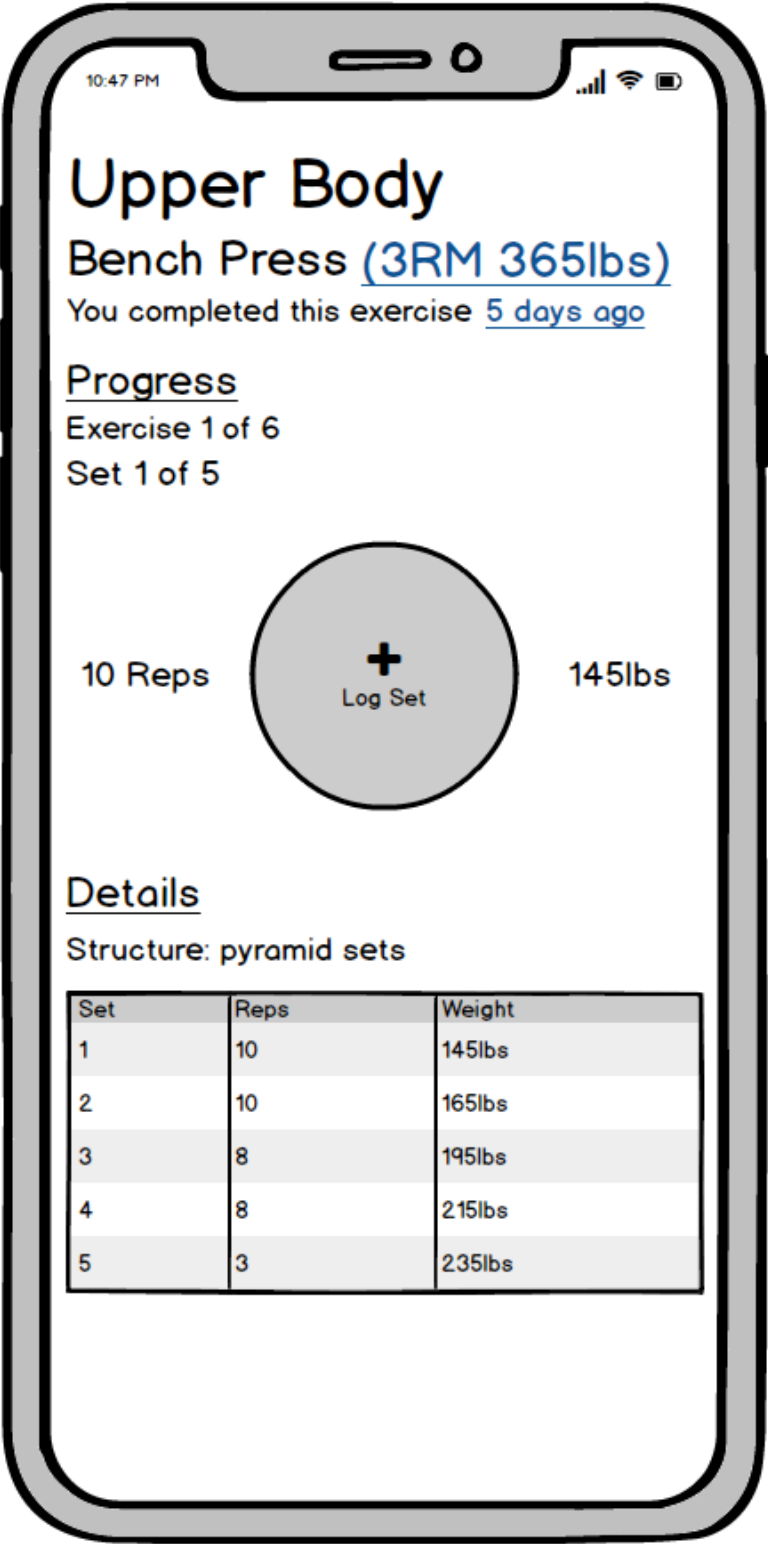 10:47 PM
Upper Body
Bench Press (3RM 365lbs)
You completed this exercise 5 days ago
Progress
Exercise 1 of 6
Set 1 of 5
10 Reps
+
Log Set
145lbs
Details
Structure: pyramid sets
Set Reps Weight
1 10 145lbs
2 10 165lbs
3 8 195lbs
4 8 215lbs
5 3 235lbs